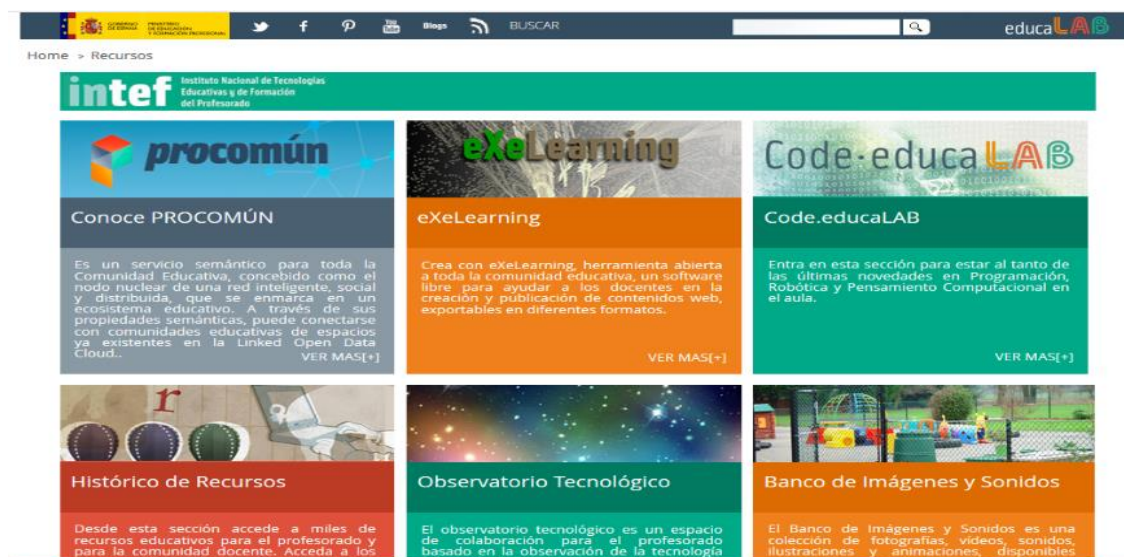 GOBIERNO DE ESPAÑA MINISTERIO DE EDUCACIÓN Y FORMACIÓN PROFESIONAL You Tube Blogs BUSCAR educaLAB
Home > Recursos
intef Instituto Nacional de Tecnologías
Educativas y de Formación
del Profesorado
procomún
Conoce PROCOMÚN
Es un servicio semántico para toda la
Comunidad Educativa, concebido como el
nodo nuclear de una red inteligente, social
y distribuida, que se enmarca en un
ecosistema educativo. A través de sus
propiedades semánticas, puede conectarse
con comunidades educativas de espacios
ya existentes en la Linked Open Data
Cloud..
VER MAS[+]
eXeLearning
eXeLearning
Crea con eXeLearning, herramienta abierta
a toda la comunidad educativa, un software
libre para ayudar a los docentes en la
creación y publicación de contenidos web,
exportables en diferentes formatos.
VER MAS[+]
Code-educaLAB
Code.educaLAB
Entra en esta sección para estar al tanto de
las últimas novedades en Programación,
Robótica y Pensamiento Computacional en
el aula.
VER MAS[+]
r
Histórico de Recursos
Desde esta sección accede a miles de
recursos educativos para el profesorado y
para la comunidad docente. Acceda a los
Observatorio Tecnológico
El observatorio tecnológico es un espacio
de colaboración para el profesorado
basado en la observación de la tecnología
Banco de Imágenes y Sonidos
El Banco de Imágenes y Sonidos es una
colección de fotografías, vídeos, sonidos,
ilustraciones y animaciones, disponibles